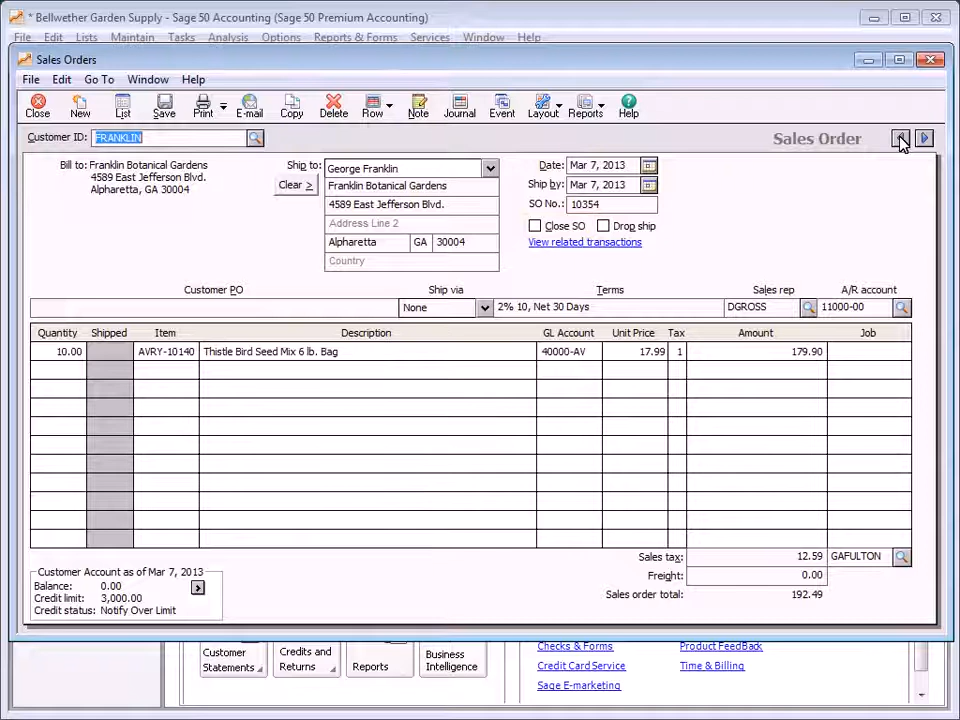 * Bellwether Garden Supply - Sage 50 Accounting (Sage 50 Premium Accounting)
File Edit Lists Maintain Tasks Analysis Options Reports & Forms Services Window Help
Sales Orders
File Edit Go To Window Help
Close New List Save Print E-mail Copy Delete Row Note Journal Event Layout Reports Help
Customer ID: FRANKLIN Sales Order
Bill to: Franklin Botanical Gardens
4589 East Jefferson Blvd.
Alpharetta, GA 30004
Ship to: George Franklin
Clear >
Franklin Botanical Gardens
4589 East Jefferson Blvd.
Address Line 2
Alpharetta GA 30004
Country
Date: Mar 7, 2013
Ship by: Mar 7, 2013
SO No.: 10354
Close SO Drop ship
View related transactions
Customer PO Ship via Terms Sales rep A/R account
None 2% 10, Net 30 Days DGROSS 11000-00
Quantity Shipped Item Description GL Account Unit Price Tax Amount Job
10.00 AVRY-10140 Thistle Bird Seed Mix 6 lb. Bag 40000-AV 17.99 1 179.90
Sales tax: 12.59 GAFULTON
Freight: 0.00
Sales order total: 192.49
Customer Account as of Mar 7, 2013
Balance: 0.00
Credit limit: 3,000.00
Credit status: Notify Over Limit
Customer Statements
Credits and Returns
Reports
Business Intelligence
Checks & Forms
Product FeedBack
Credit Card Service
Time & Billing
Sage E-marketing